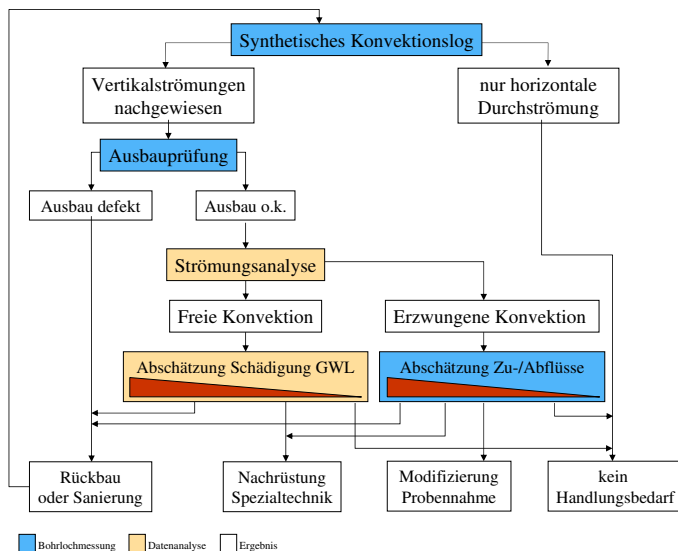 Synthetisches Konvektionslog
Vertikalströmungen
nachgewiesen
nur horizontale
Durchströmung
Ausbauprüfung
Ausbau defekt
Ausbau o.k.
Strömungsanalyse
Freie Konvektion
Erzwungene Konvektion
Abschätzung Schädigung GWL
Abschätzung Zu-/Abflüsse
Rückbau
oder Sanierung
Nachrüstung
Spezialtechnik
Modifizierung
Probennahme
kein
Handlungsbedarf
Bohrlochmessung
Datenanalyse
Ergebnis